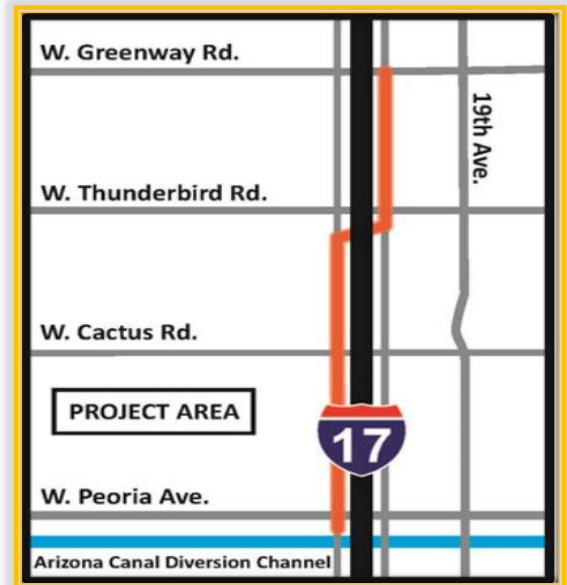 W. Greenway Rd.
19th Ave.
W. Thunderbird Rd.
W. Cactus Rd.
PROJECT AREA
17
W. Peoria Ave.
Arizona Canal Diversion Channel